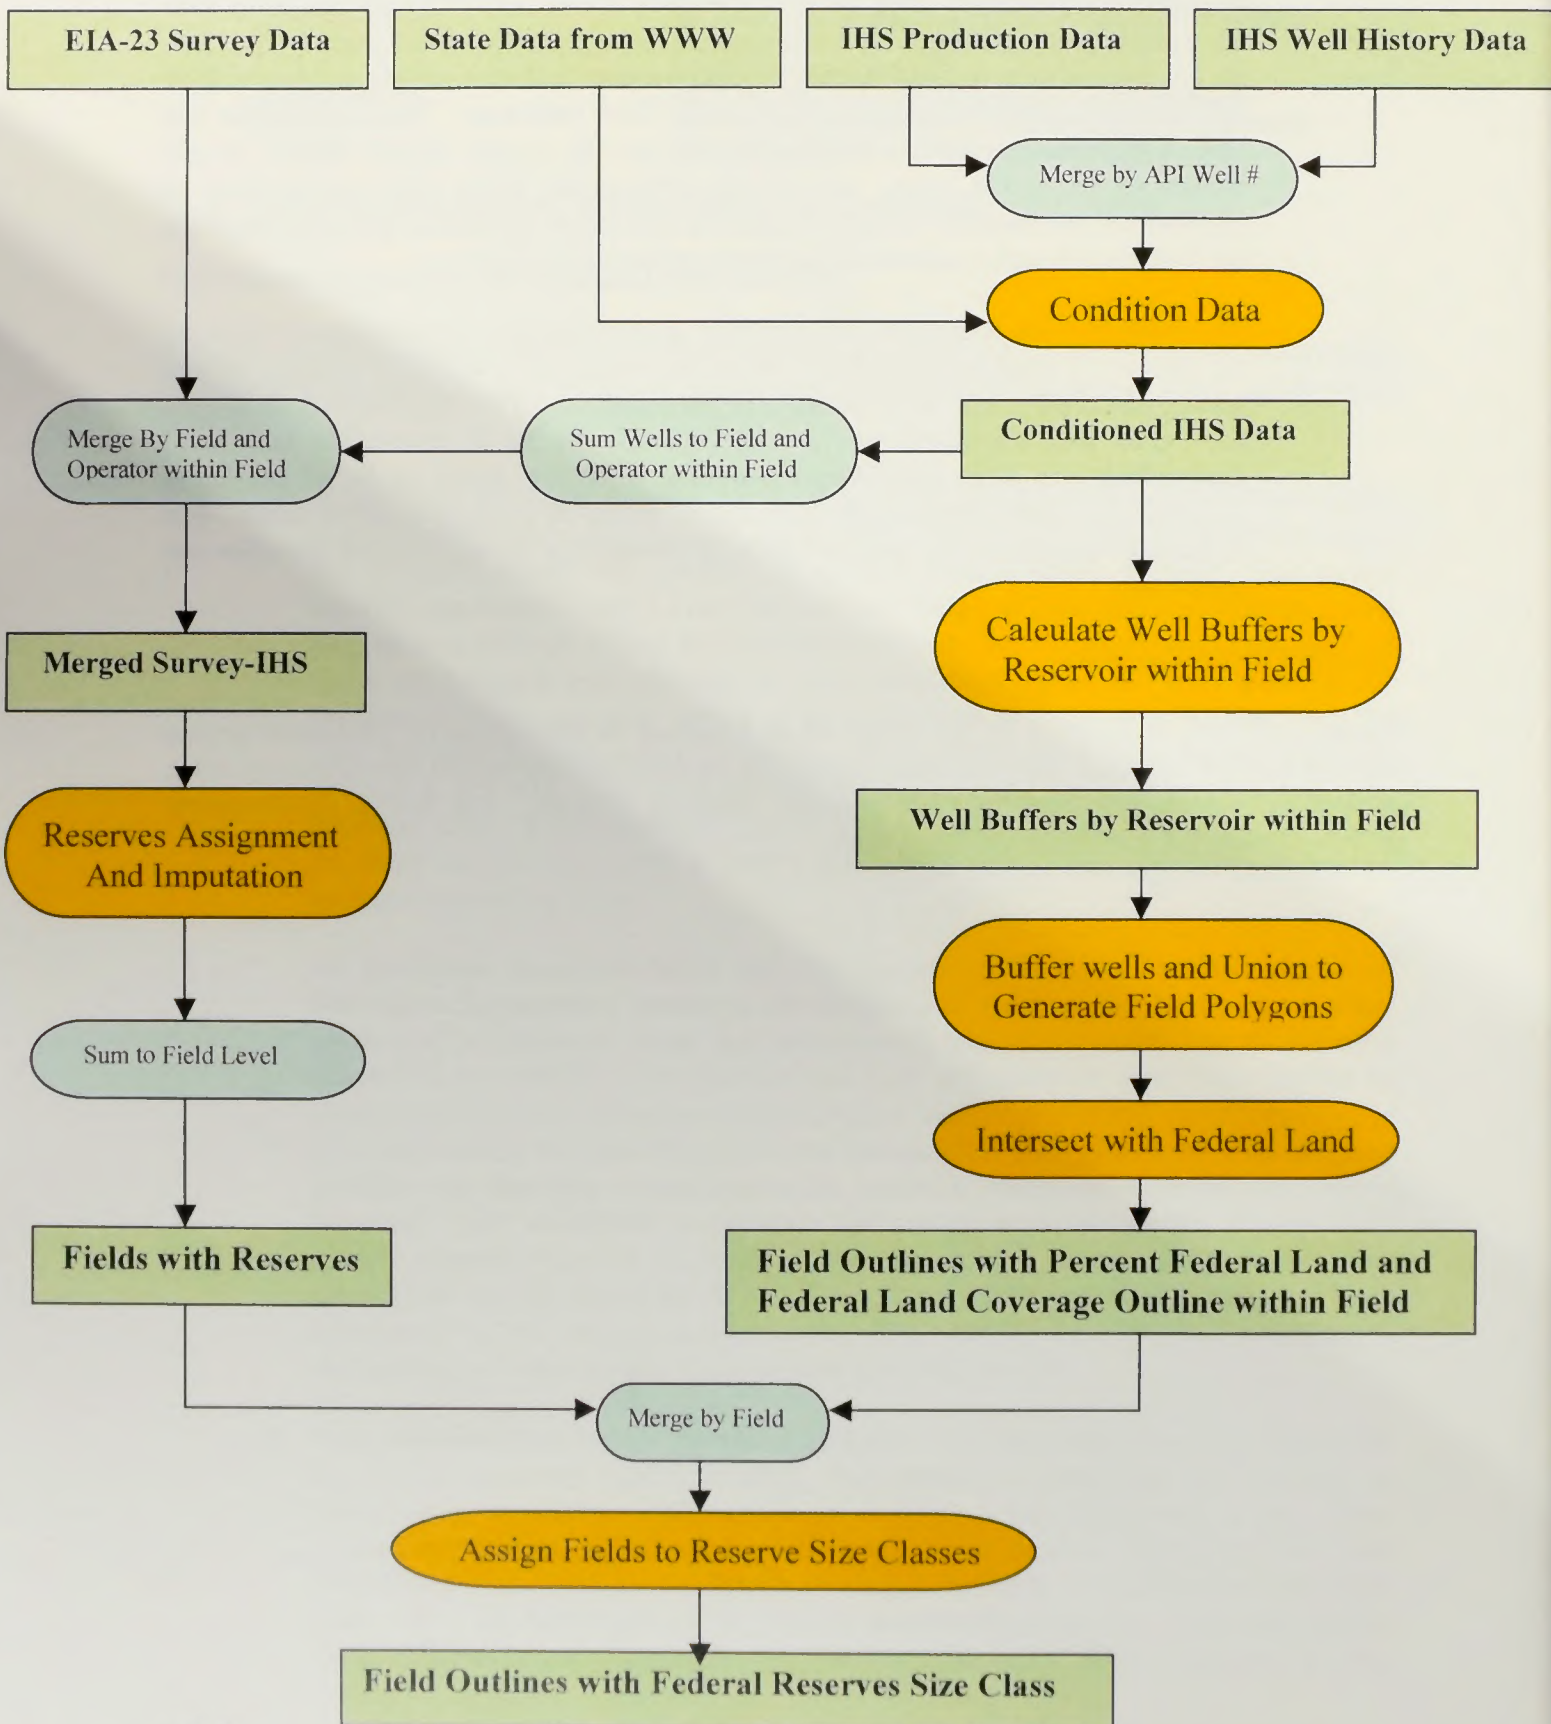 EIA-23 Survey Data
State Data from WWW
IHS Production Data
IHS Well History Data
Merge by API Well #
Condition Data
Merge By Field and
Operator within Field
Sum Wells to Field and
Operator within Field
Conditioned IHS Data
Calculate Well Buffers by
Reservoir within Field
Merged Survey-IHS
Reserves Assignment
And Imputation
Well Buffers by Reservoir within Field
Buffer wells and Union to
Generate Field Polygons
Sum to Field Level
Intersect with Federal Land
Fields with Reserves
Field Outlines with Percent Federal Land and
Federal Land Coverage Outline within Field
Merge by Field
Assign Fields to Reserve Size Classes
Field Outlines with Federal Reserves Size Class